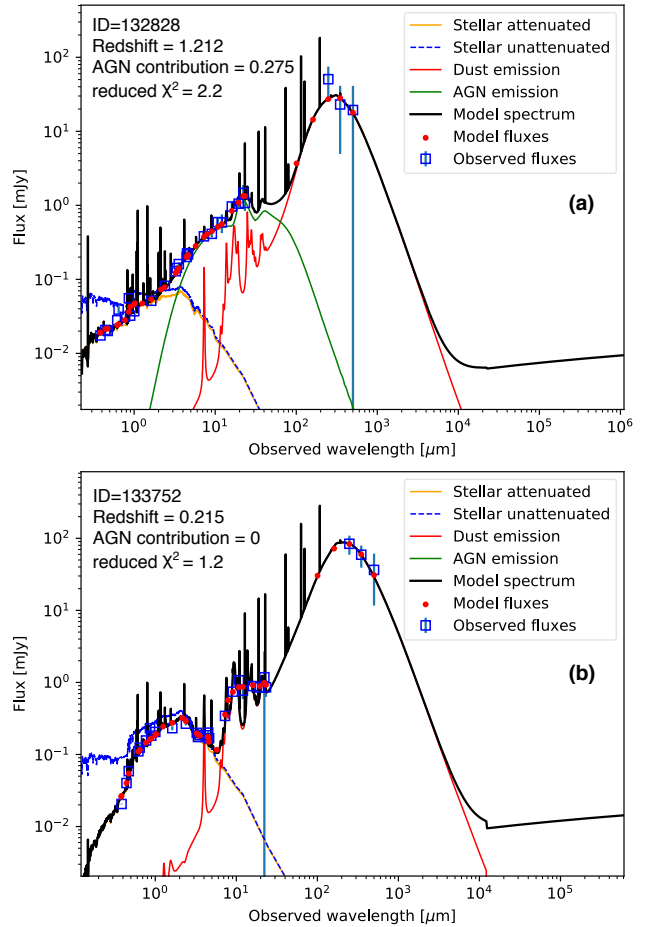 ID=132828
Redshift = 1.212
AGN contribution = 0.275
reduced Χ² = 2.2
Stellar attenuated
Stellar unattenuated
Dust emission
AGN emission
Model spectrum
Model fluxes
Observed fluxes
(a)
Flux [mJy]
10²
10¹
10⁰
10⁻¹
10⁻²
10⁰ 10¹ 10² 10³ 10⁴ 10⁵ 10⁶
Observed wavelength [μm]
ID=133752
Redshift = 0.215
AGN contribution = 0
reduced Χ² = 1.2
Stellar attenuated
Stellar unattenuated
Dust emission
AGN emission
Model spectrum
Model fluxes
Observed fluxes
(b)
Flux [mJy]
10²
10¹
10⁰
10⁻¹
10⁻²
10⁰ 10¹ 10² 10³ 10⁴ 10⁵
Observed wavelength [μm]